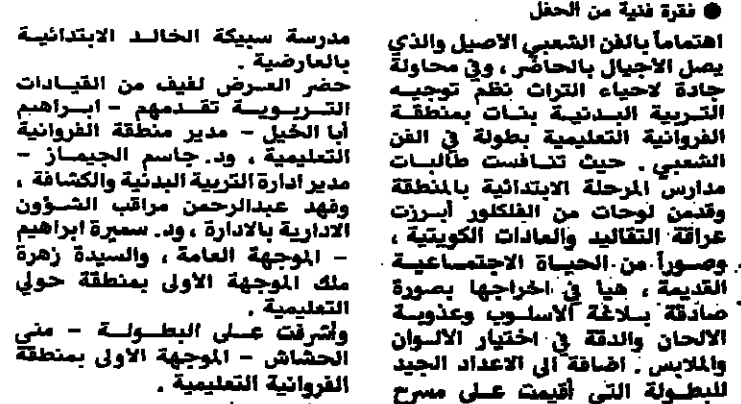 ● فقرة فنية من الحفل
اهتماماً بالفن الشعبي الاصيل والذي
يصل الاجيال بالحاضر ، وفي محاولة
جادة لاحياء التراث نظم توجيه
التربية البدنية بنات بمنطقة
الفروانية التعليمية بطولة في الفن
الشعبي . حيث تنافست طالبات
مدارس المرحلة الابتدائية بالمنطقة
وقدمن لوحات من الفلكلور أبرزت
عراقة التقاليد والعادات الكويتية ،
وصوراً من الحياة الاجتماعية
القديمة ، هيأ في اخراجها بصورة
صادقة بلاغة الاسلوب وعذوبة
الالحان والدقة في اختيار الالوان
والملابس . اضافة الى الاعداد الجيد
للبطولة التي أقيمت على مسرح
مدرسة سبيكة الخالد الابتدائية
بالعارضية .
حضر العرض لفيف من القيادات
التربوية تقدمهم – ابراهيم
أبا الخيل – مدير منطقة الفروانية
التعليمية ، ود. جاسم الجيماز –
مدير ادارة التربية البدنية والكشافة ،
وفهد عبدالرحمن مراقب الشؤون
الادارية بالادارة ، ود. سميرة ابراهيم
– الموجهة العامة ، والسيدة زهرة
ملك الموجهة الاولى بمنطقة حولي
التعليمية .
وأشرفت على البطولة – منى
الحشاش – الموجهة الاولى بمنطقة
الفروانية التعليمية .